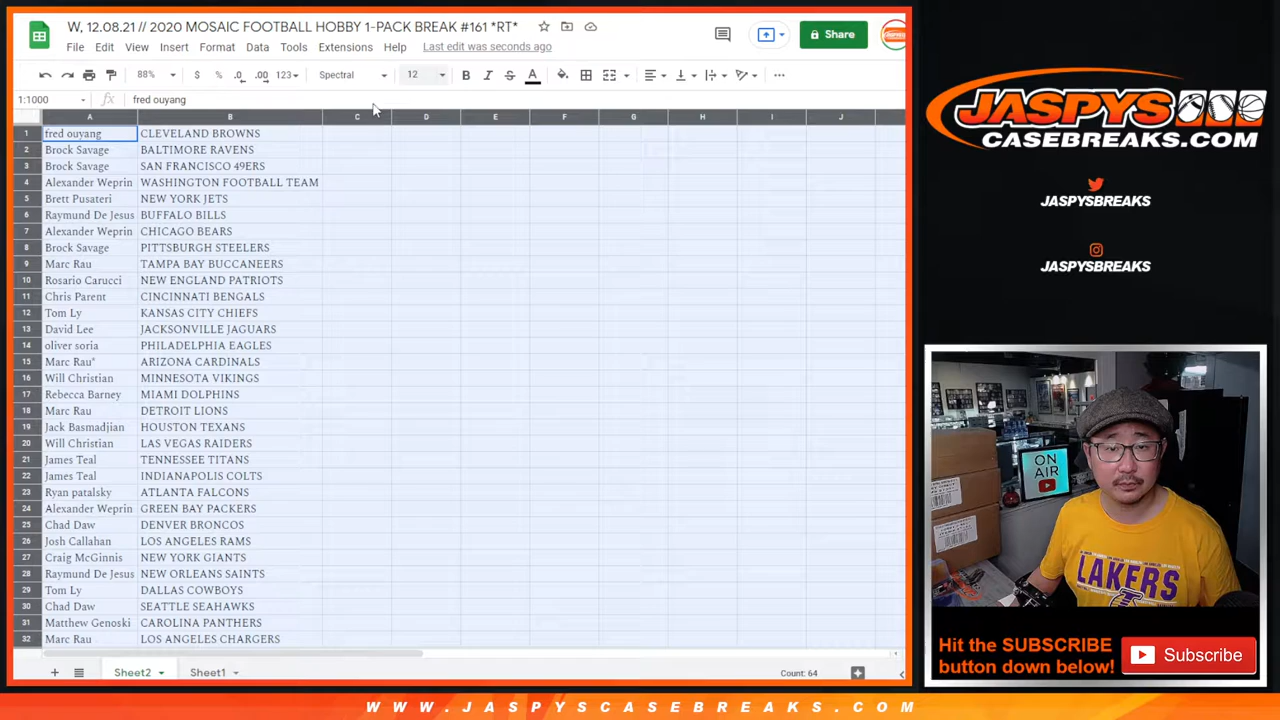 W, 12.08.21 // 2020 MOSAIC FOOTBALL HOBBY 1-PACK BREAK #161 *RT*
File Edit View Insert Format Data Tools Extensions Help Last edit was seconds ago
Share
88% $ % .0 .00 123 Spectral 12 B I S A
1:1000 fx fred ouyang
A B C D E F G H I J
1 fred ouyang CLEVELAND BROWNS
2 Brock Savage BALTIMORE RAVENS
3 Brock Savage SAN FRANCISCO 49ERS
4 Alexander Weprin WASHINGTON FOOTBALL TEAM
5 Brett Pusateri NEW YORK JETS
6 Raymund De Jesus BUFFALO BILLS
7 Alexander Weprin CHICAGO BEARS
8 Brock Savage PITTSBURGH STEELERS
9 Marc Rau TAMPA BAY BUCCANEERS
10 Rosario Carucci NEW ENGLAND PATRIOTS
11 Chris Parent CINCINNATI BENGALS
12 Tom Ly KANSAS CITY CHIEFS
13 David Lee JACKSONVILLE JAGUARS
14 oliver soria PHILADELPHIA EAGLES
15 Marc Rau* ARIZONA CARDINALS
16 Will Christian MINNESOTA VIKINGS
17 Rebecca Barney MIAMI DOLPHINS
18 Marc Rau DETROIT LIONS
19 Jack Basmadjian HOUSTON TEXANS
20 Will Christian LAS VEGAS RAIDERS
21 James Teal TENNESSEE TITANS
22 James Teal INDIANAPOLIS COLTS
23 Ryan patalsky ATLANTA FALCONS
24 Alexander Weprin GREEN BAY PACKERS
25 Chad Daw DENVER BRONCOS
26 Josh Callahan LOS ANGELES RAMS
27 Craig McGinnis NEW YORK GIANTS
28 Raymund De Jesus NEW ORLEANS SAINTS
29 Tom Ly DALLAS COWBOYS
30 Chad Daw SEATTLE SEAHAWKS
31 Matthew Genoski CAROLINA PANTHERS
32 Marc Rau LOS ANGELES CHARGERS
Sheet2 Sheet1 Count: 64
JASPYS
CASEBREAKS.COM
JASPYSBREAKS
JASPYSBREAKS
ON
AIR
LAKERS
Hit the SUBSCRIBE
button down below!
Subscribe
WWW.JASPYSCASEBREAKS.COM